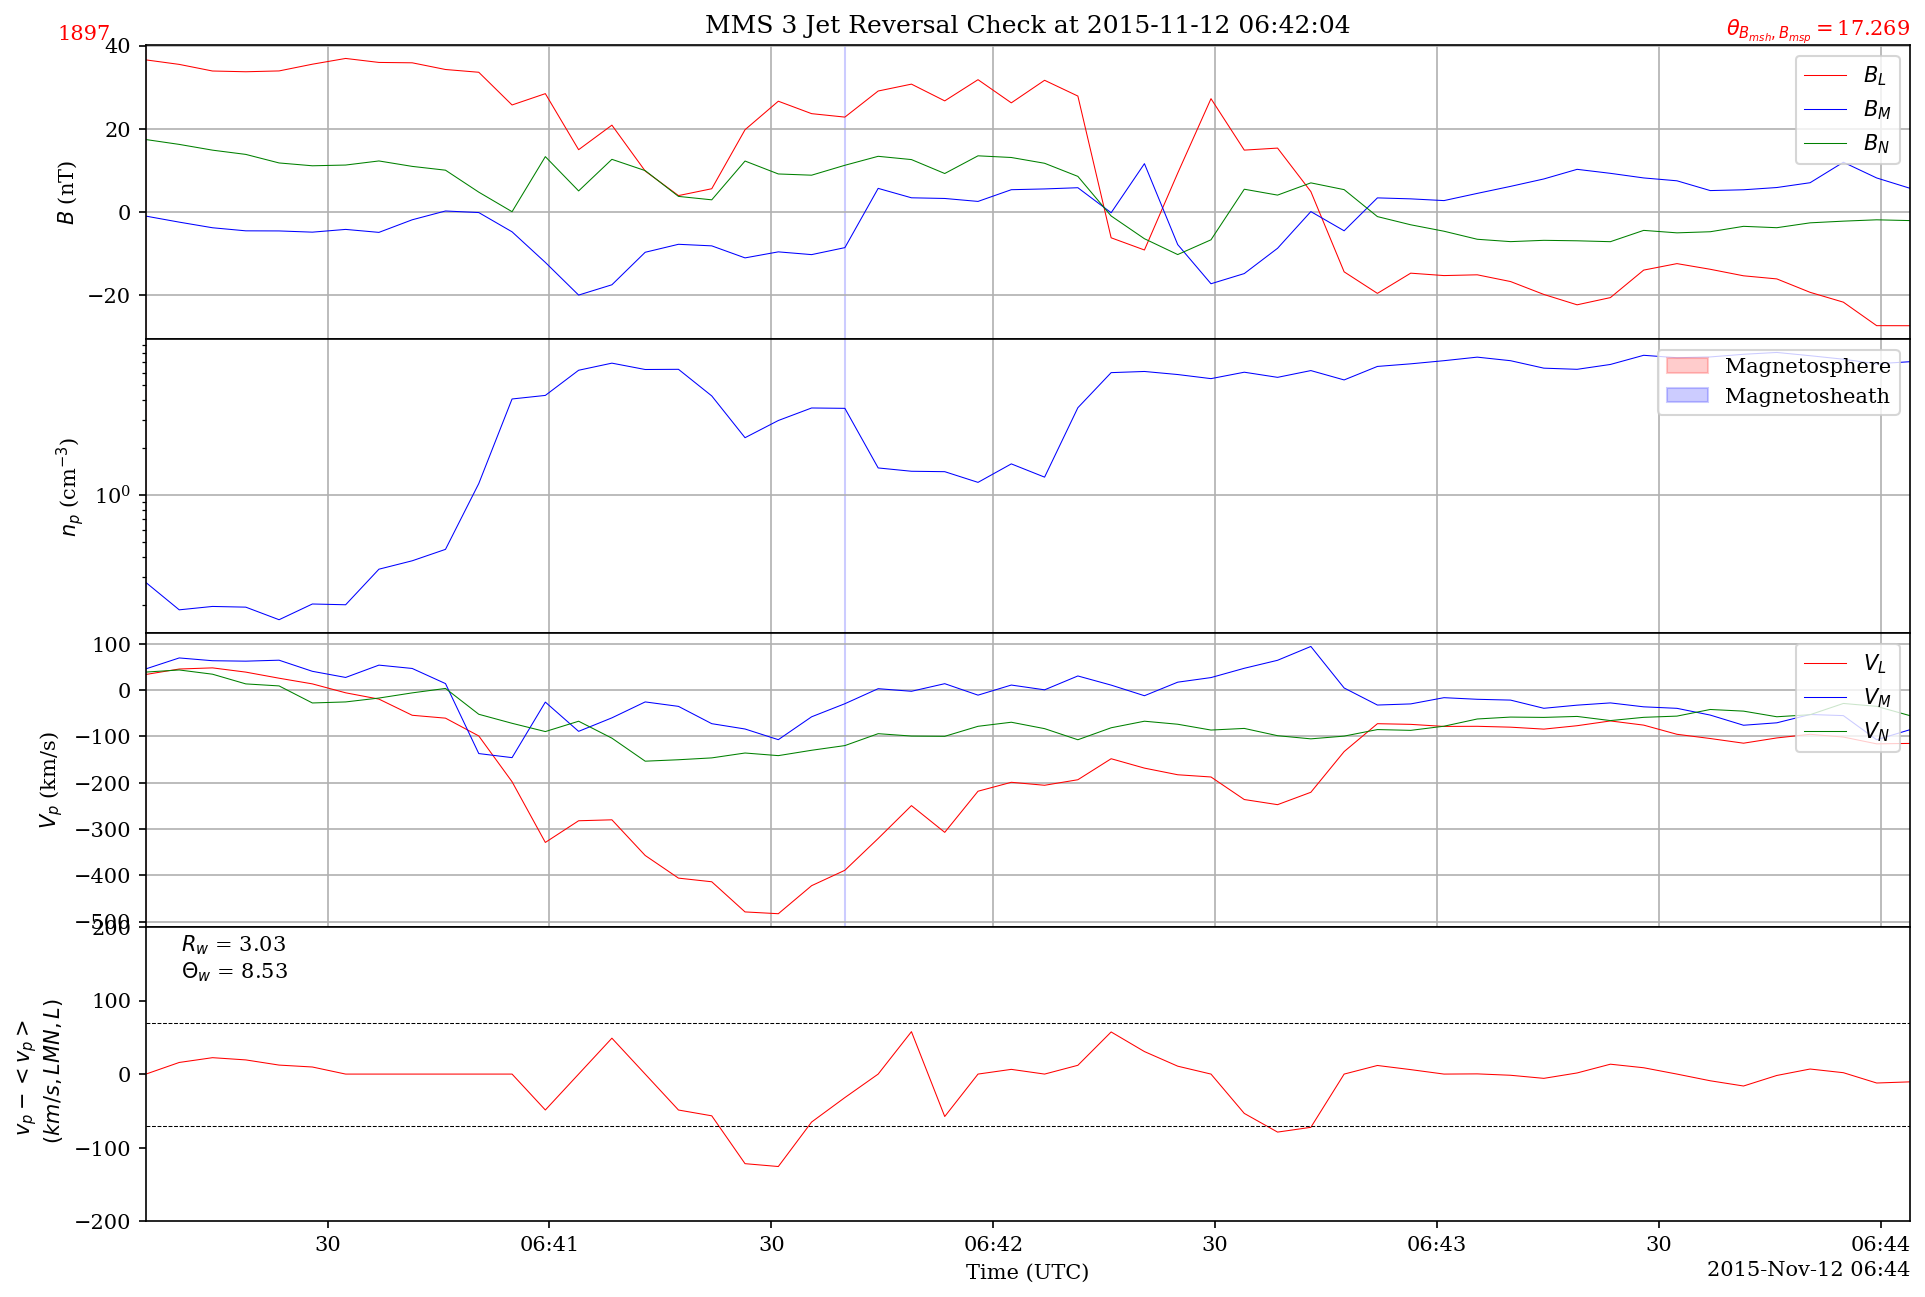 MMS 3 Jet Reversal Check at 2015-11-12 06:42:04
1897
θ_{B_{msh}, B_{msp}} = 17.269
40
20
0
−20
B (nT)
B_L
B_M
B_N
10^0
n_p (cm^{−3})
Magnetosphere
Magnetosheath
100
0
−100
−200
−300
−400
−500
V_p (km/s)
V_L
V_M
V_N
200
100
0
−100
−200
v_p − < v_p >
(km/s, LMN, L)
R_w = 3.03
Θ_w = 8.53
30
06:41
30
06:42
30
06:43
30
06:44
Time (UTC)
2015-Nov-12 06:44